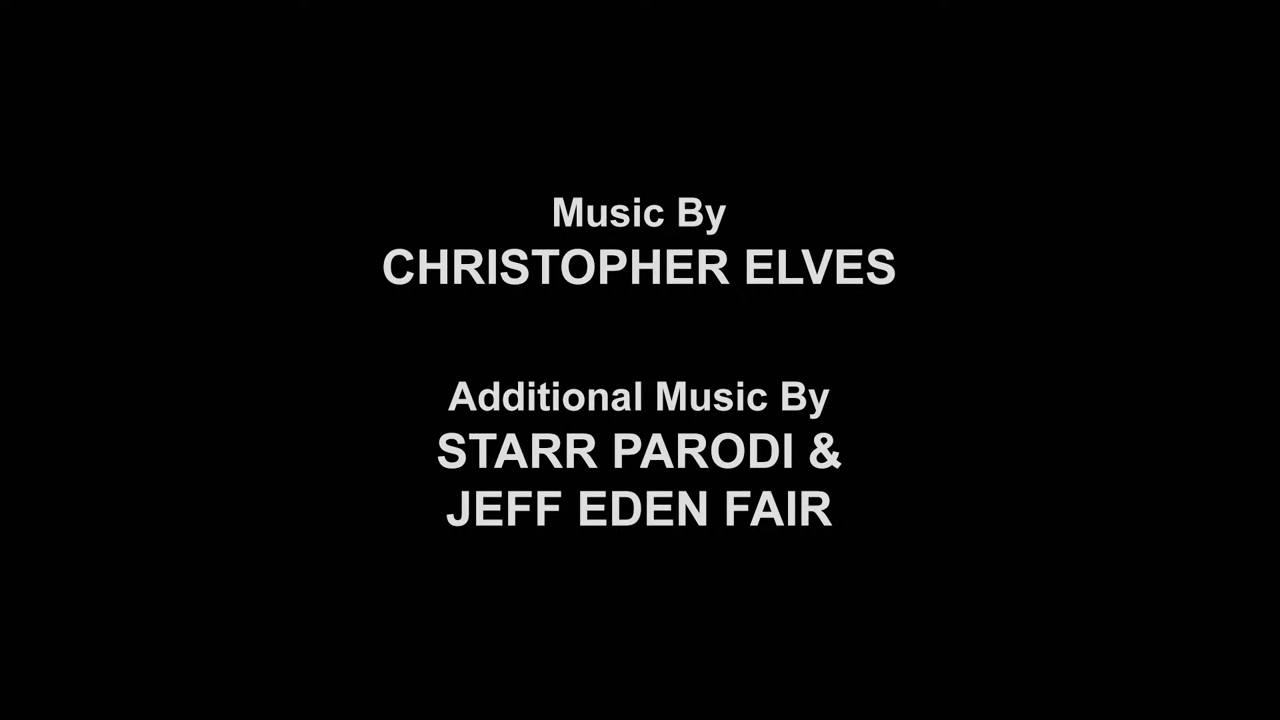 Music By
CHRISTOPHER ELVES
Additional Music By
STARR PARODI &
JEFF EDEN FAIR